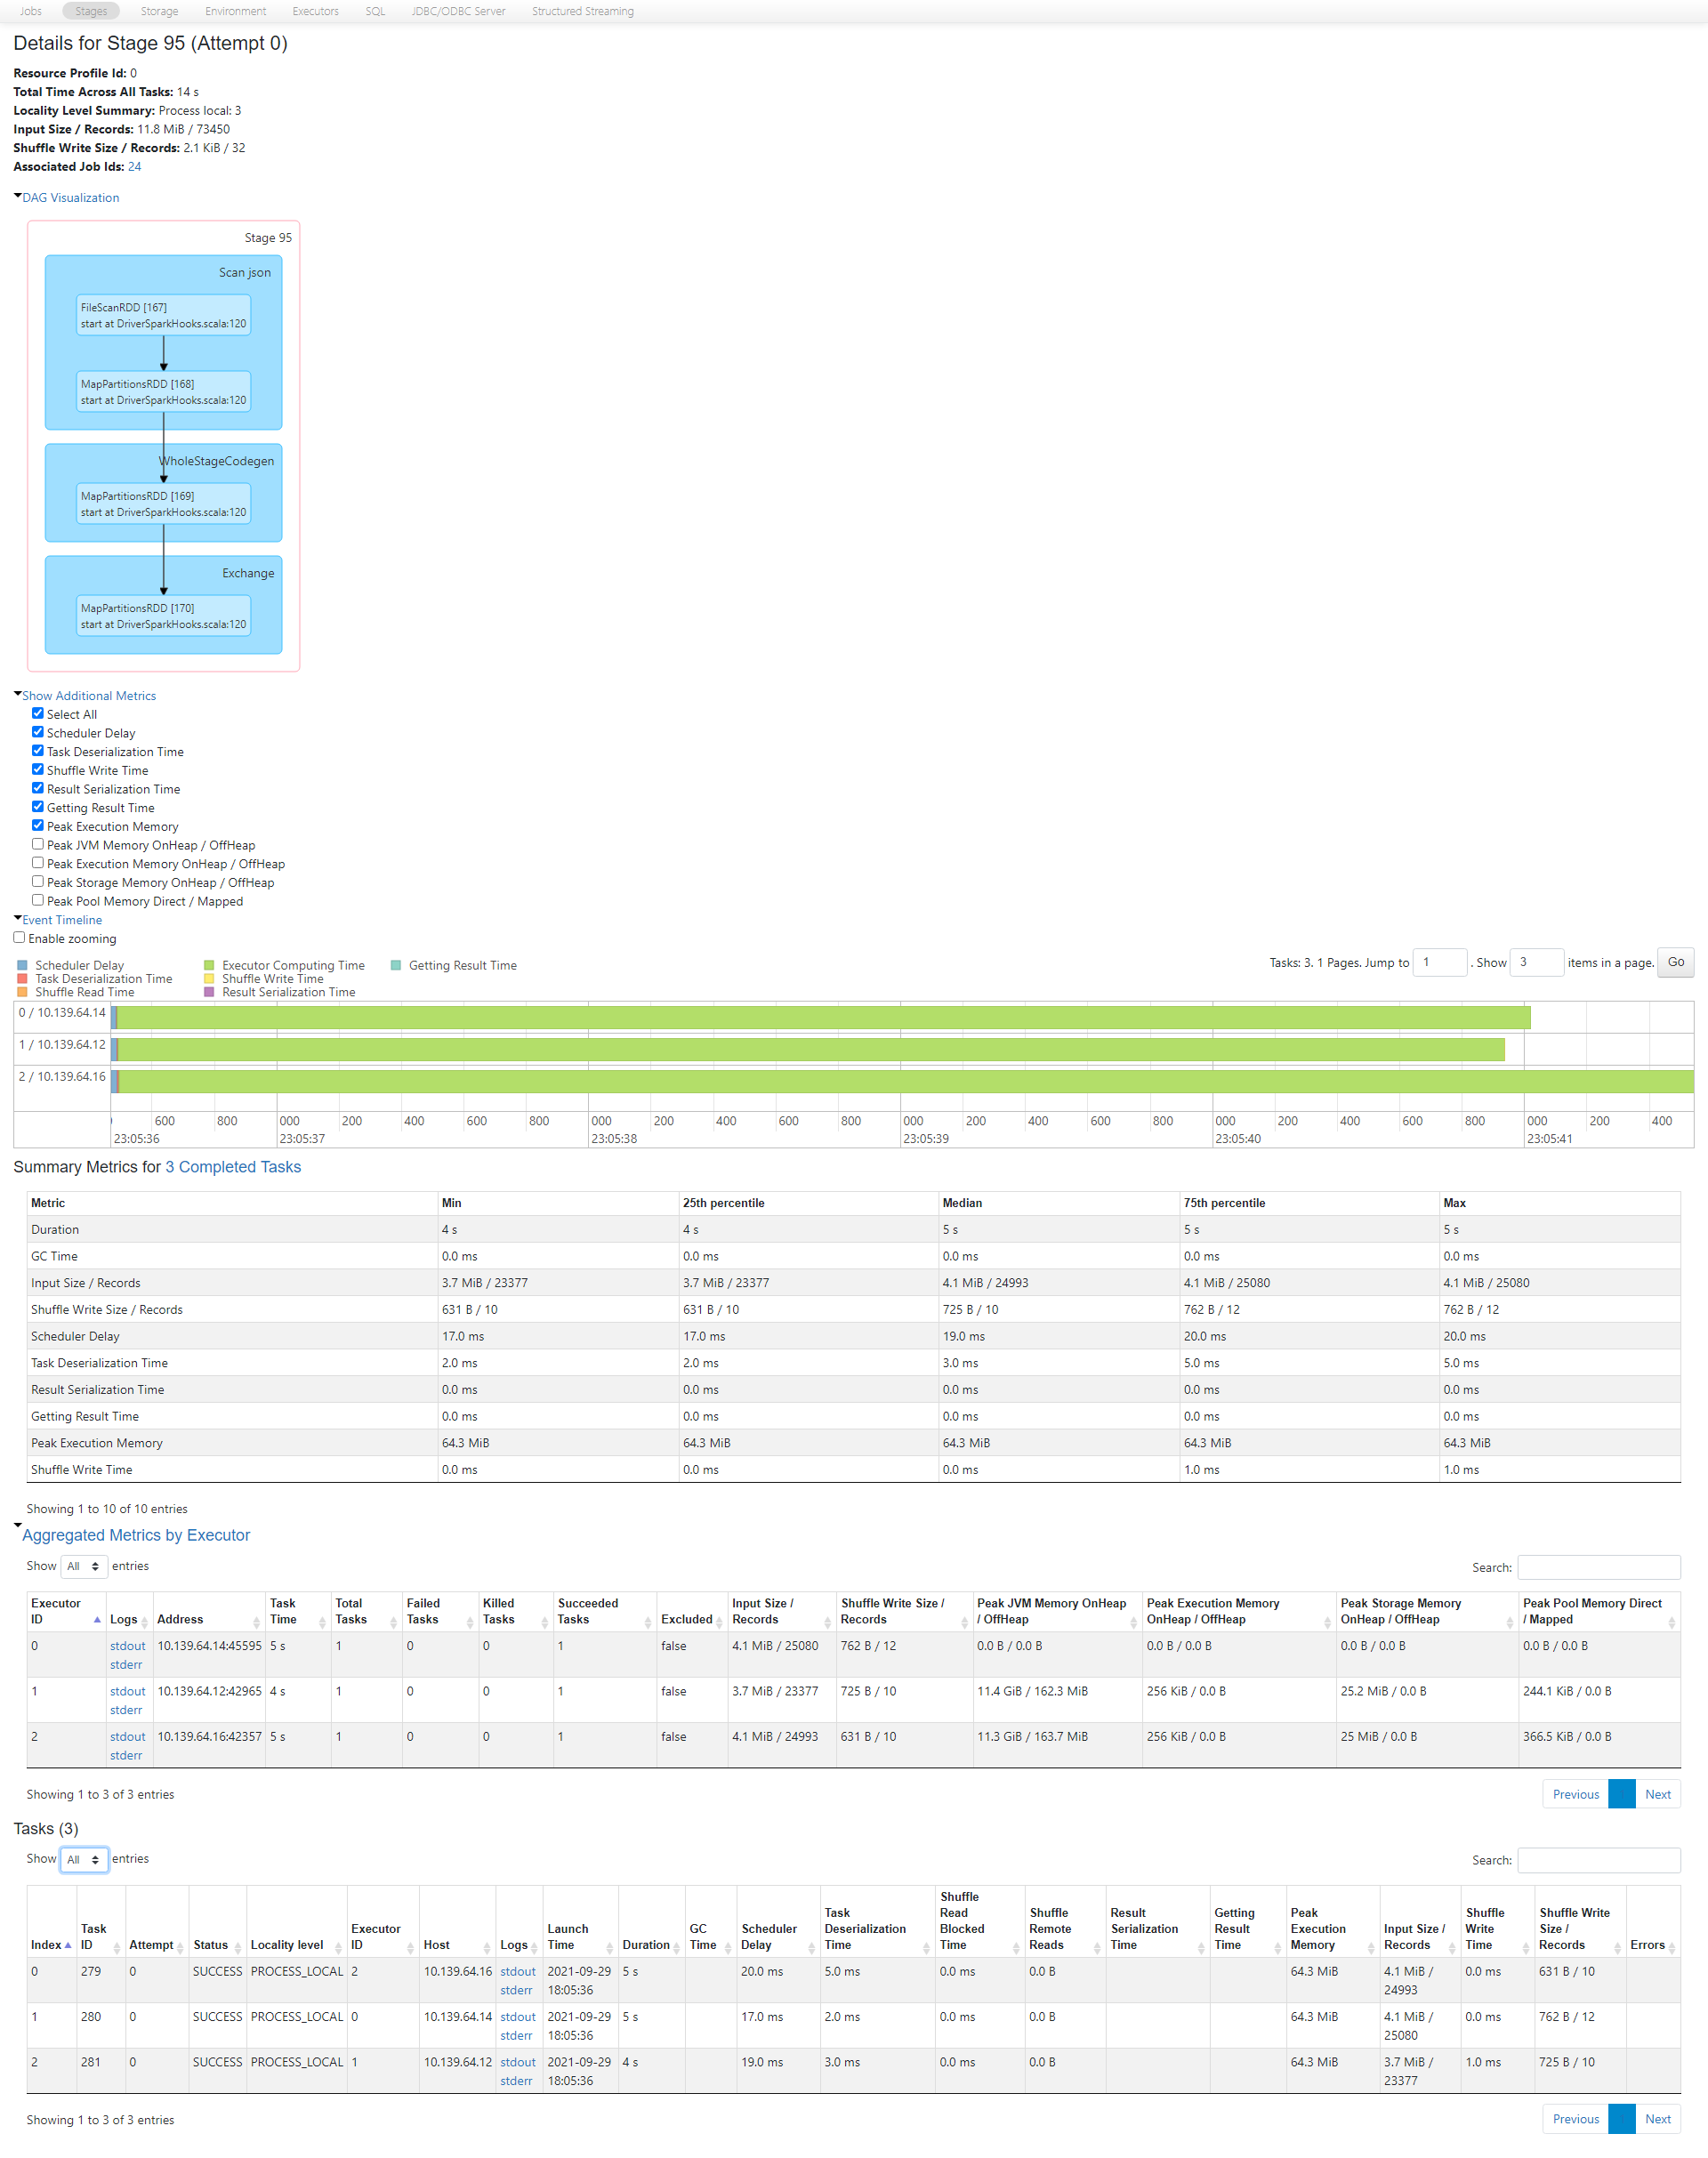 Jobs Stages Storage Environment Executors SQL JDBC/ODBC Server Structured Streaming
Details for Stage 95 (Attempt 0)
Resource Profile Id: 0
Total Time Across All Tasks: 14 s
Locality Level Summary: Process local: 3
Input Size / Records: 11.8 MiB / 73450
Shuffle Write Size / Records: 2.1 KiB / 32
Associated Job Ids: 24
DAG Visualization
Stage 95
Scan json
FileScanRDD [167]
start at DriverSparkHooks.scala:120
MapPartitionsRDD [168]
start at DriverSparkHooks.scala:120
WholeStageCodegen
MapPartitionsRDD [169]
start at DriverSparkHooks.scala:120
Exchange
MapPartitionsRDD [170]
start at DriverSparkHooks.scala:120
Show Additional Metrics
Select All
Scheduler Delay
Task Deserialization Time
Shuffle Write Time
Result Serialization Time
Getting Result Time
Peak Execution Memory
Peak JVM Memory OnHeap / OffHeap
Peak Execution Memory OnHeap / OffHeap
Peak Storage Memory OnHeap / OffHeap
Peak Pool Memory Direct / Mapped
Event Timeline
Enable zooming
Scheduler Delay Executor Computing Time Getting Result Time
Task Deserialization Time Shuffle Write Time
Shuffle Read Time Result Serialization Time
Tasks: 3. 1 Pages. Jump to 1 . Show 3 items in a page. Go
0 / 10.139.64.14
1 / 10.139.64.12
2 / 10.139.64.16
600 800 000 200 400 600 800 000 200 400 600 800 000 200 400 600 800 000 200 400 600 800 000 200 400
23:05:36 23:05:37 23:05:38 23:05:39 23:05:40 23:05:41
Summary Metrics for 3 Completed Tasks
Metric Min 25th percentile Median 75th percentile Max
Duration 4 s 4 s 5 s 5 s 5 s
GC Time 0.0 ms 0.0 ms 0.0 ms 0.0 ms 0.0 ms
Input Size / Records 3.7 MiB / 23377 3.7 MiB / 23377 4.1 MiB / 24993 4.1 MiB / 25080 4.1 MiB / 25080
Shuffle Write Size / Records 631 B / 10 631 B / 10 725 B / 10 762 B / 12 762 B / 12
Scheduler Delay 17.0 ms 17.0 ms 19.0 ms 20.0 ms 20.0 ms
Task Deserialization Time 2.0 ms 2.0 ms 3.0 ms 5.0 ms 5.0 ms
Result Serialization Time 0.0 ms 0.0 ms 0.0 ms 0.0 ms 0.0 ms
Getting Result Time 0.0 ms 0.0 ms 0.0 ms 0.0 ms 0.0 ms
Peak Execution Memory 64.3 MiB 64.3 MiB 64.3 MiB 64.3 MiB 64.3 MiB
Shuffle Write Time 0.0 ms 0.0 ms 0.0 ms 1.0 ms 1.0 ms
Showing 1 to 10 of 10 entries
Aggregated Metrics by Executor
Show All entries Search:
Executor Task Total Failed Killed Succeeded Input Size / Shuffle Write Size / Peak JVM Memory OnHeap Peak Execution Memory Peak Storage Memory Peak Pool Memory Direct
ID Logs Address Time Tasks Tasks Tasks Tasks Excluded Records Records / OffHeap OnHeap / OffHeap OnHeap / OffHeap / Mapped
0 stdout 10.139.64.14:45595 5 s 1 0 0 1 false 4.1 MiB / 25080 762 B / 12 0.0 B / 0.0 B 0.0 B / 0.0 B 0.0 B / 0.0 B 0.0 B / 0.0 B
stderr
1 stdout 10.139.64.12:42965 4 s 1 0 0 1 false 3.7 MiB / 23377 725 B / 10 11.4 GiB / 162.3 MiB 256 KiB / 0.0 B 25.2 MiB / 0.0 B 244.1 KiB / 0.0 B
stderr
2 stdout 10.139.64.16:42357 5 s 1 0 0 1 false 4.1 MiB / 24993 631 B / 10 11.3 GiB / 163.7 MiB 256 KiB / 0.0 B 25 MiB / 0.0 B 366.5 KiB / 0.0 B
stderr
Showing 1 to 3 of 3 entries Previous Next
Tasks (3)
Show All entries Search:
Shuffle
Task Read Shuffle Result Getting Peak Shuffle Shuffle Write
Task Executor Launch GC Scheduler Deserialization Blocked Remote Serialization Result Execution Input Size / Write Size /
Index ID Attempt Status Locality level ID Host Logs Time Duration Time Delay Time Time Reads Time Time Memory Records Time Records Errors
0 279 0 SUCCESS PROCESS_LOCAL 2 10.139.64.16 stdout 2021-09-29 5 s 20.0 ms 5.0 ms 0.0 ms 0.0 B 64.3 MiB 4.1 MiB / 0.0 ms 631 B / 10
stderr 18:05:36 24993
1 280 0 SUCCESS PROCESS_LOCAL 0 10.139.64.14 stdout 2021-09-29 5 s 17.0 ms 2.0 ms 0.0 ms 0.0 B 64.3 MiB 4.1 MiB / 0.0 ms 762 B / 12
stderr 18:05:36 25080
2 281 0 SUCCESS PROCESS_LOCAL 1 10.139.64.12 stdout 2021-09-29 4 s 19.0 ms 3.0 ms 0.0 ms 0.0 B 64.3 MiB 3.7 MiB / 1.0 ms 725 B / 10
stderr 18:05:36 23377
Showing 1 to 3 of 3 entries Previous Next